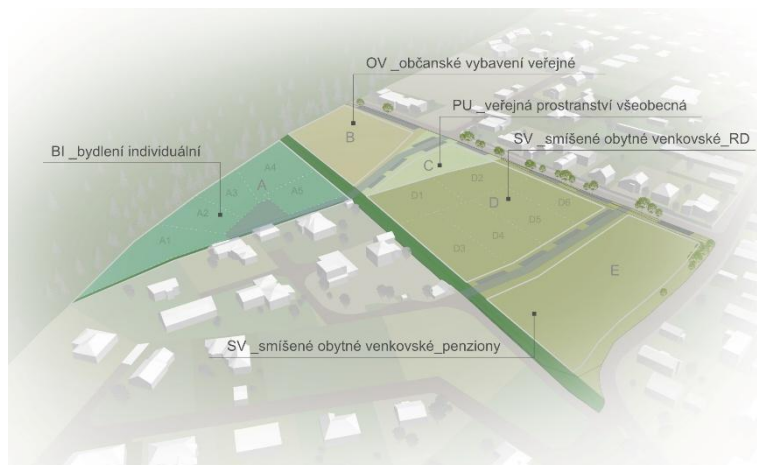 OV _občanské vybavení veřejné
PU _veřejná prostranství všeobecná
SV _smíšené obytné venkovské_RD
BI _bydlení individuální
B
C
A4
A3
A
A5
A2
A1
D2
D1
D
D6
D5
D4
D3
E
SV _smíšené obytné venkovské_penziony